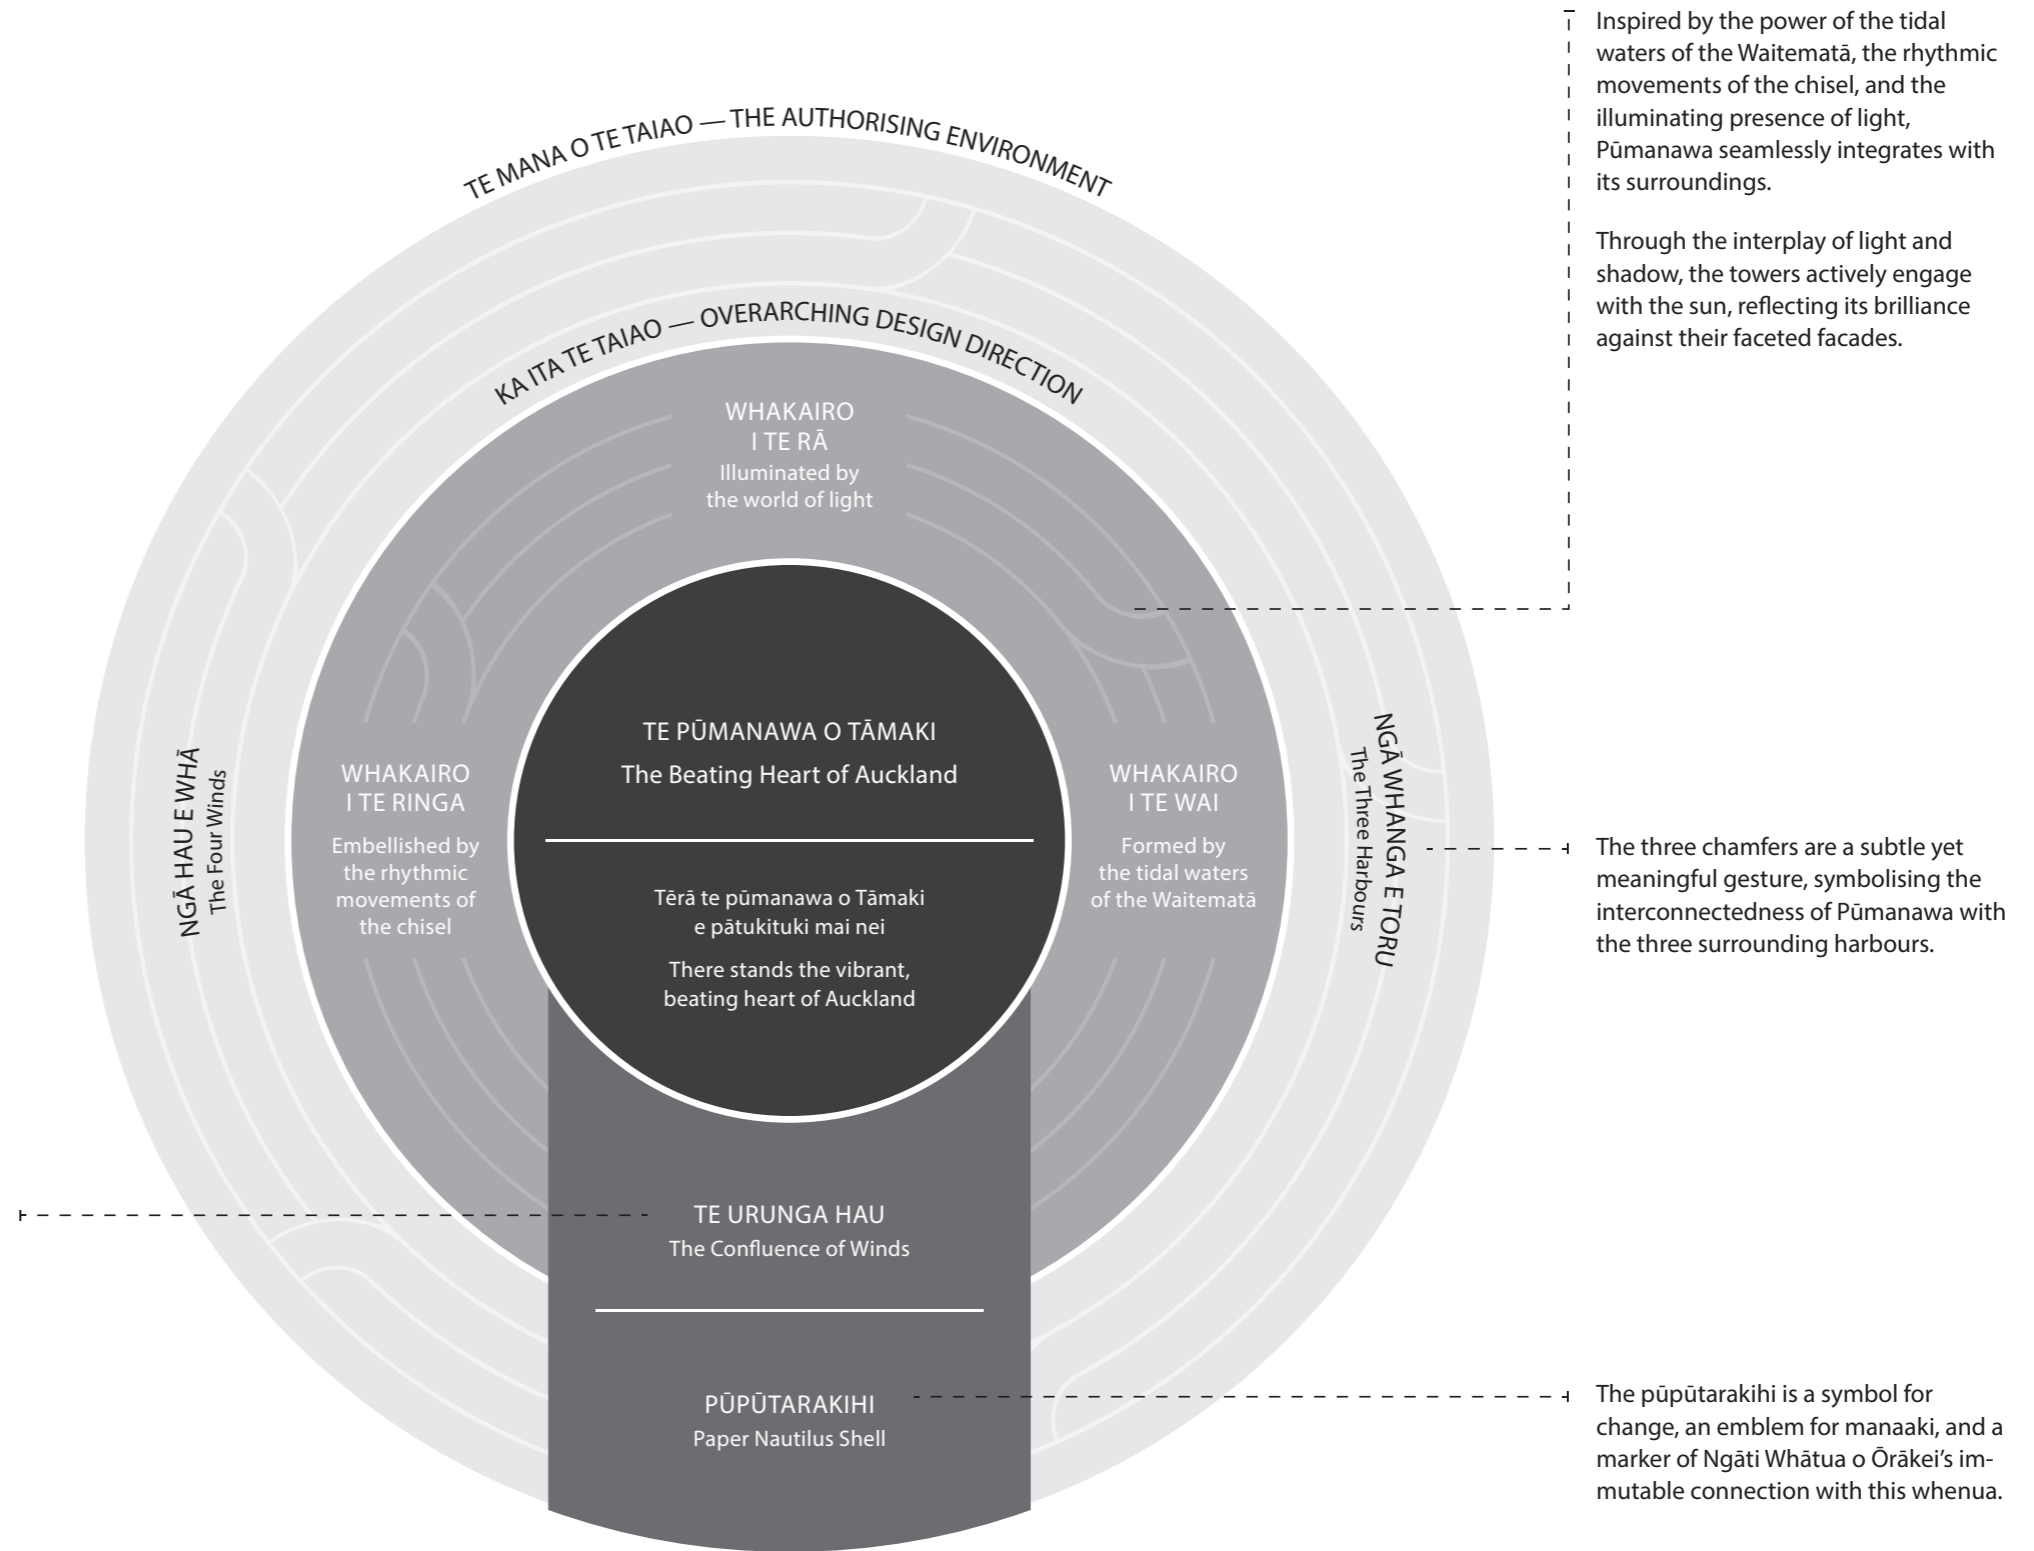 TE MANA O TE TAIAO — THE AUTHORISING ENVIRONMENT
KA ITA TE TAIAO — OVERARCHING DESIGN DIRECTION
WHAKAIRO
I TE RĀ
Illuminated by
the world of light
NGĀ HAU E WHĀ
The Four Winds
WHAKAIRO
I TE RINGA
Embellished by
the rhythmic
movements of
the chisel
TE PŪMANAWA O TĀMAKI
The Beating Heart of Auckland
Tērā te pūmanawa o Tāmaki
e pātukituki mai nei
There stands the vibrant,
beating heart of Auckland
WHAKAIRO
I TE WAI
Formed by
the tidal waters
of the Waitematā
NGĀ WHANGA E TORU
The Three Harbours
TE URUNGA HAU
The Confluence of Winds
PŪPŪTARAKIHI
Paper Nautilus Shell
Inspired by the power of the tidal
waters of the Waitematā, the rhythmic
movements of the chisel, and the
illuminating presence of light,
Pūmanawa seamlessly integrates with
its surroundings.
Through the interplay of light and
shadow, the towers actively engage
with the sun, reflecting its brilliance
against their faceted facades.
The three chamfers are a subtle yet
meaningful gesture, symbolising the
interconnectedness of Pūmanawa with
the three surrounding harbours.
The pūpūtarakihi is a symbol for
change, an emblem for manaaki, and a
marker of Ngāti Whātua o Ōrākei’s im-
mutable connection with this whenua.